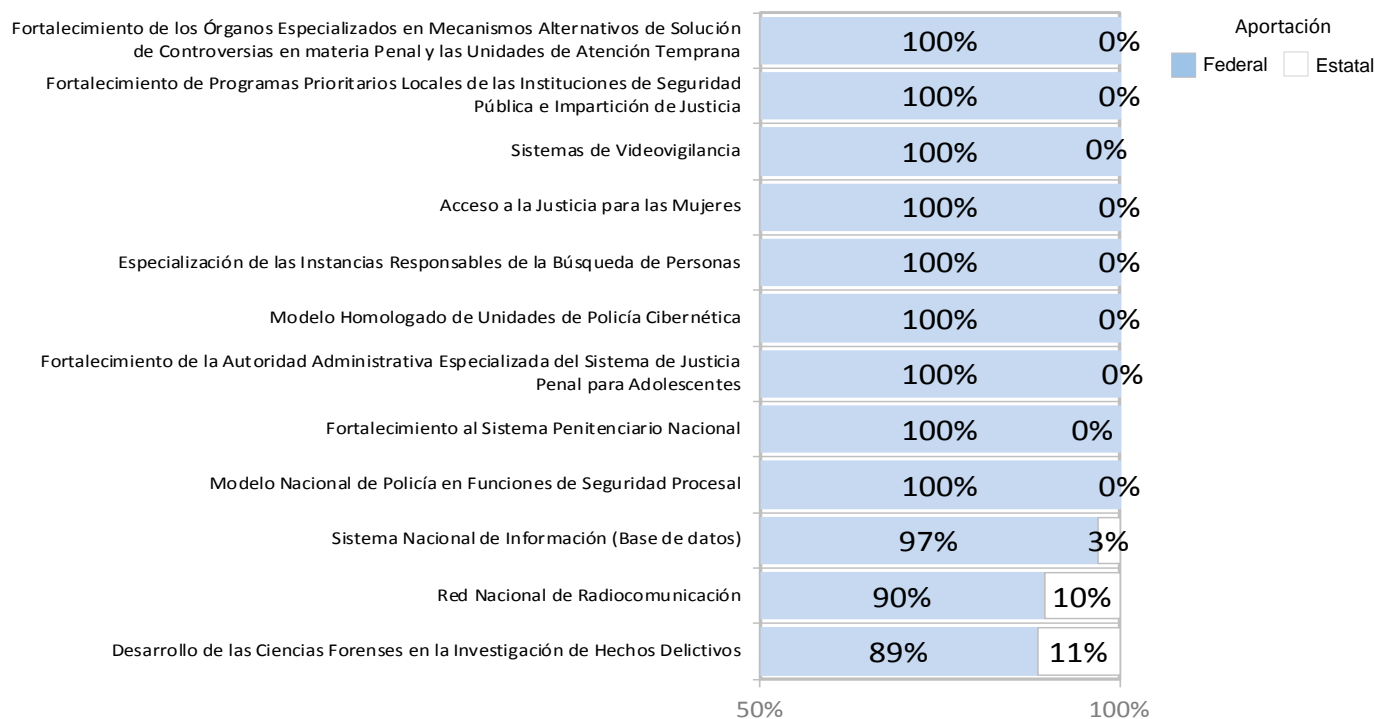 Aportación
Federal Estatal
Fortalecimiento de los Órganos Especializados en Mecanismos Alternativos de Solución
de Controversias en materia Penal y las Unidades de Atención Temprana
100% 0%
Fortalecimiento de Programas Prioritarios Locales de las Instituciones de Seguridad
Pública e Impartición de Justicia
100% 0%
Sistemas de Videovigilancia
100% 0%
Acceso a la Justicia para las Mujeres
100% 0%
Especialización de las Instancias Responsables de la Búsqueda de Personas
100% 0%
Modelo Homologado de Unidades de Policía Cibernética
100% 0%
Fortalecimiento de la Autoridad Administrativa Especializada del Sistema de Justicia
Penal para Adolescentes
100% 0%
Fortalecimiento al Sistema Penitenciario Nacional
100% 0%
Modelo Nacional de Policía en Funciones de Seguridad Procesal
100% 0%
Sistema Nacional de Información (Base de datos)
97% 3%
Red Nacional de Radiocomunicación
90% 10%
Desarrollo de las Ciencias Forenses en la Investigación de Hechos Delictivos
89% 11%
50% 100%